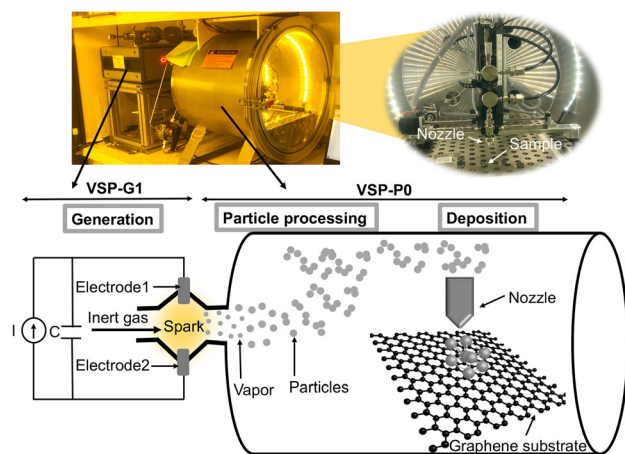 Nozzle
Sample
VSP-G1
VSP-P0
Generation
Particle processing
Deposition
Electrode1
Nozzle
I
C
Inert gas
Spark
Electrode2
Vapor
Particles
Graphene substrate